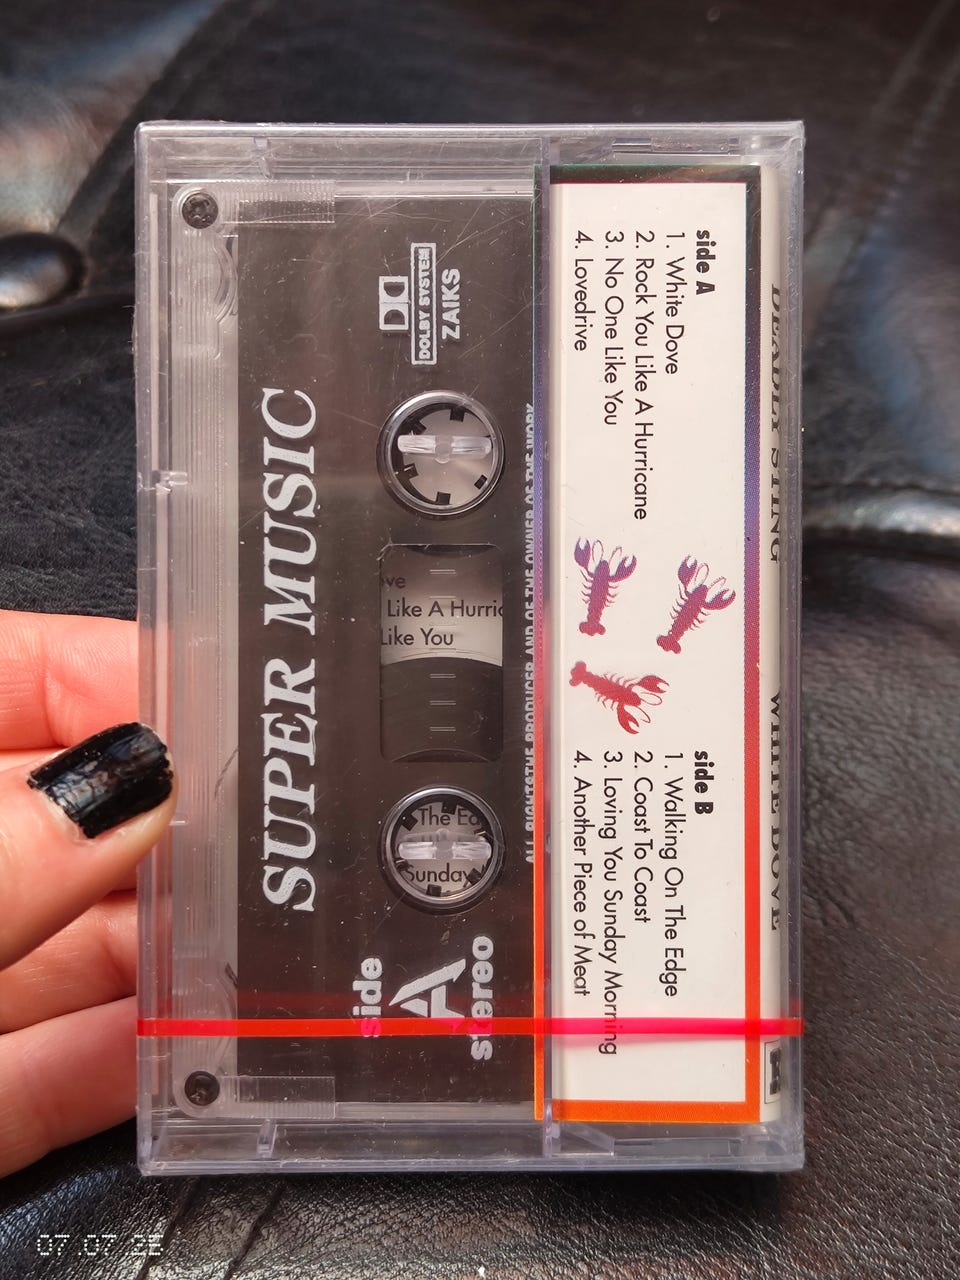 DEADLY STING WHITE DOVE
side A
1. White Dove
2. Rock You Like A Hurricane
3. No One Like You
4. Lovedrive
side B
1. Walking On The Edge
2. Coast To Coast
3. Loving You Sunday Morning
4. Another Piece of Meat
ALL RIGHTS THE PRODUCER AND OF THE OWNER OF THE WORK
ZAIKS
DOLBY SYSTEM
stereo
side
A
ve
Like A Hurric
Like You
The Ed
Sunday
SUPER MUSIC
07.07.25